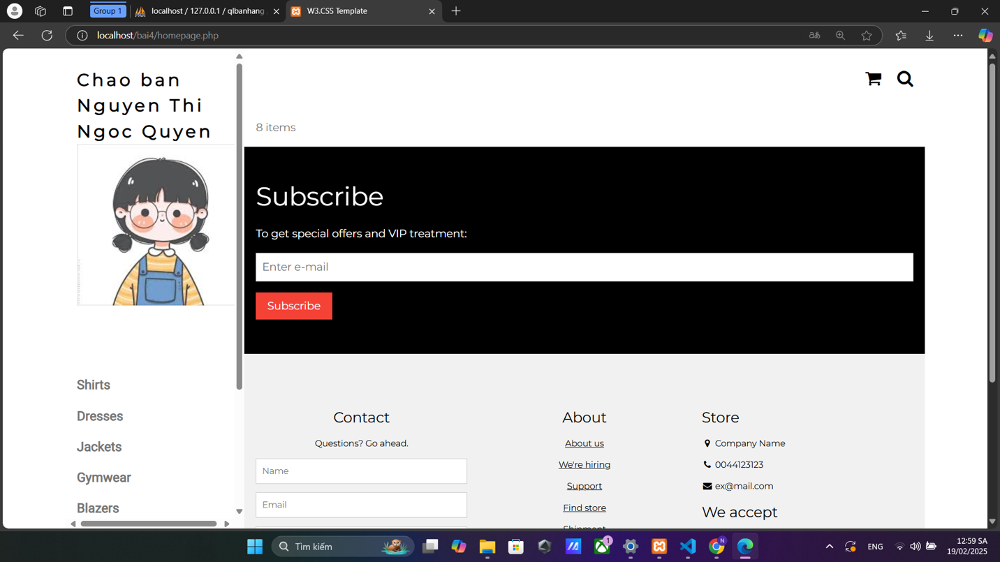 Group 1
localhost / 127.0.0.1 / qlbanhang
W3.CSS Template
localhost/bai4/homepage.php
Chao ban
Nguyen Thi
Ngoc Quyen
8 items
Subscribe
To get special offers and VIP treatment:
Enter e-mail
Subscribe
Shirts
Dresses
Jackets
Gymwear
Blazers
Contact
Questions? Go ahead.
Name
Email
About
About us
We're hiring
Support
Find store
Shipment
Store
Company Name
0044123123
ex@mail.com
We accept
Tìm kiếm
1
N
ENG
12:59 SA
19/02/2025